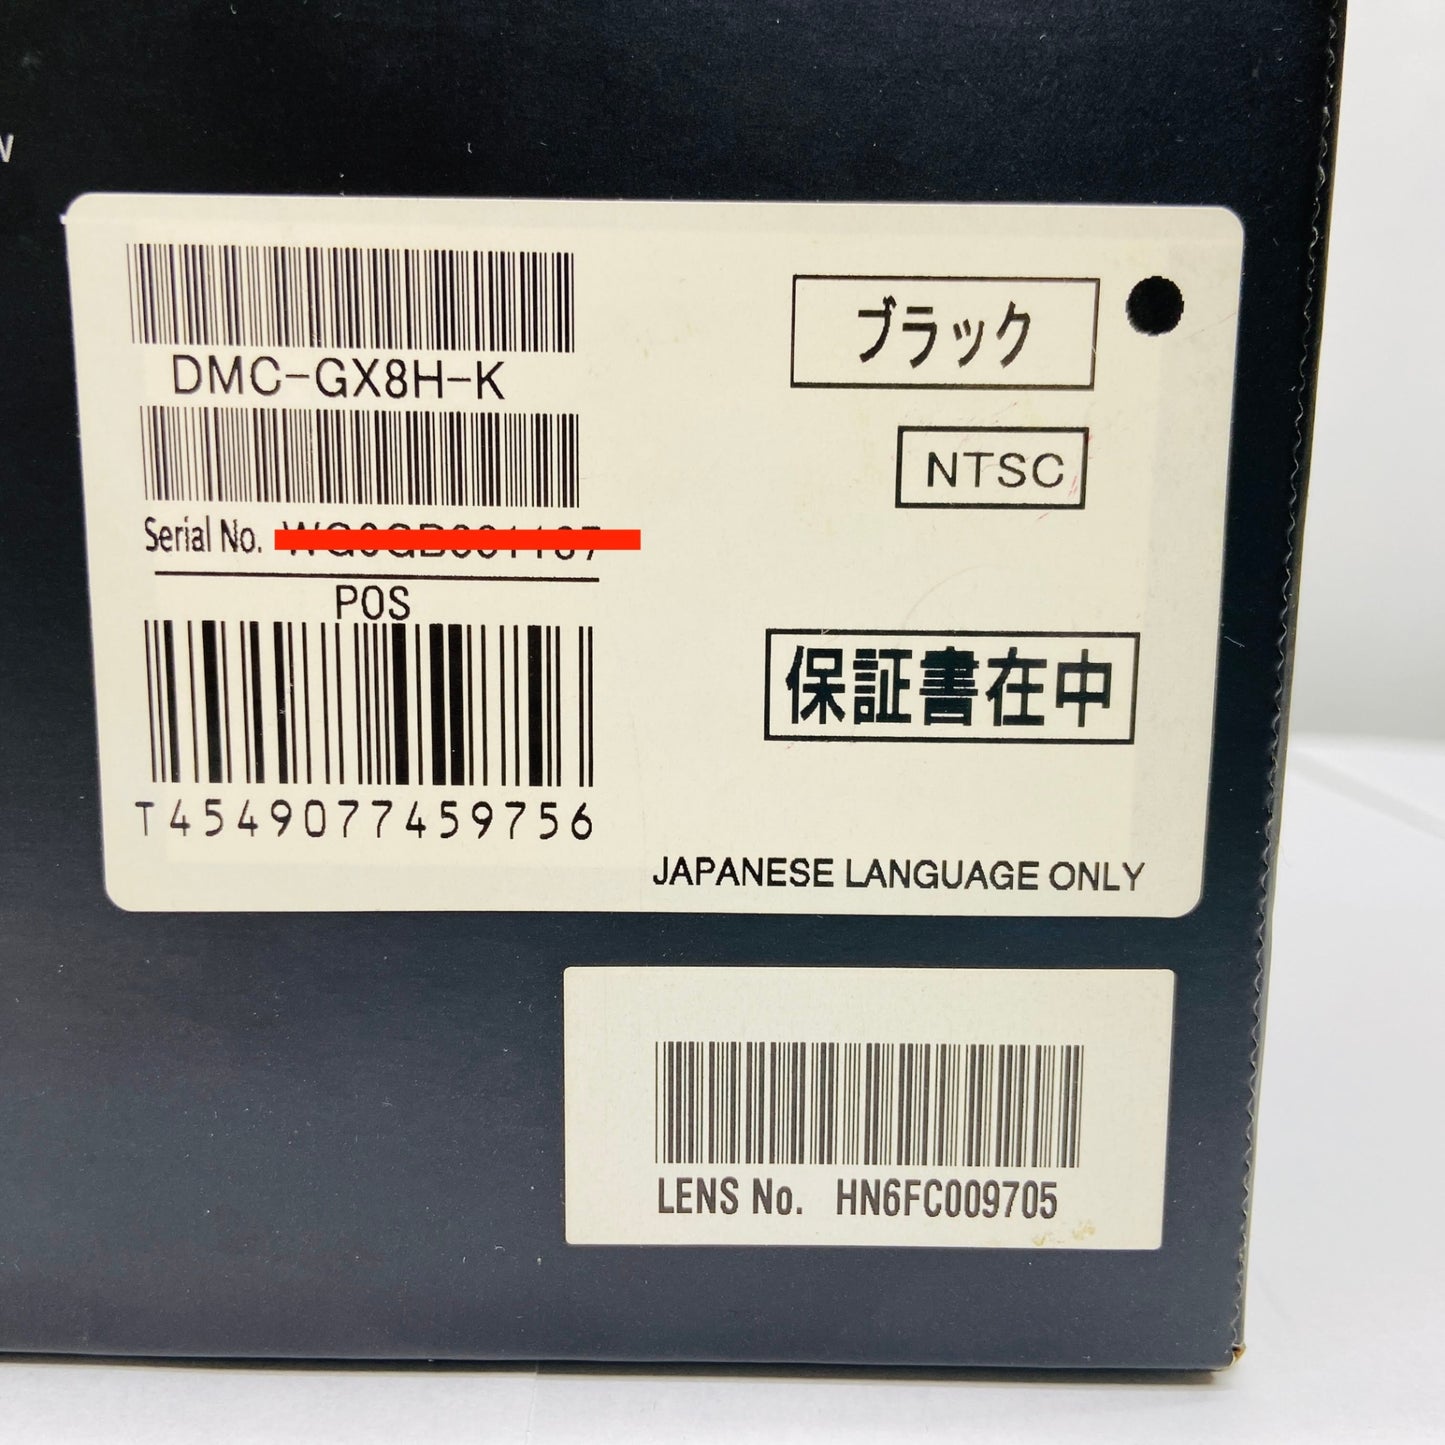 DMC-GX8H-K
ブラック
NTSC
Serial No.
POS
保証書在中
T4549077459756
JAPANESE LANGUAGE ONLY
LENS No. HN6FC009705